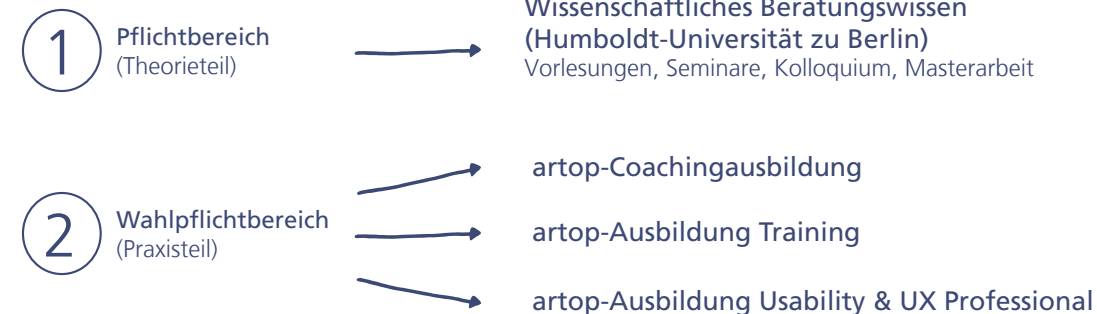 1
Pflichtbereich
(Theorieteil)
Wissenschaftliches Beratungswissen
(Humboldt-Universität zu Berlin)
Vorlesungen, Seminare, Kolloquium, Masterarbeit
2
Wahlpflichtbereich
(Praxisteil)
artop-Coachingausbildung
artop-Ausbildung Training
artop-Ausbildung Usability & UX Professional